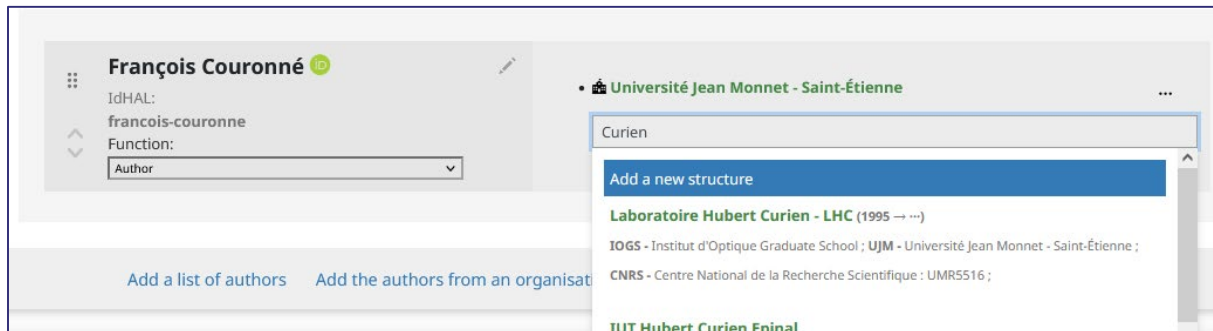 François Couronné
IdHAL:
francois-couronne
Function:
Author
• Université Jean Monnet - Saint-Étienne
...
Curien
Add a new structure
Laboratoire Hubert Curien - LHC (1995 → ···)
IOGS - Institut d'Optique Graduate School ; UJM - Université Jean Monnet - Saint-Étienne ;
CNRS - Centre National de la Recherche Scientifique : UMR5516 ;
IUT Hubert Curien Epinal
Add a list of authors Add the authors from an organisati